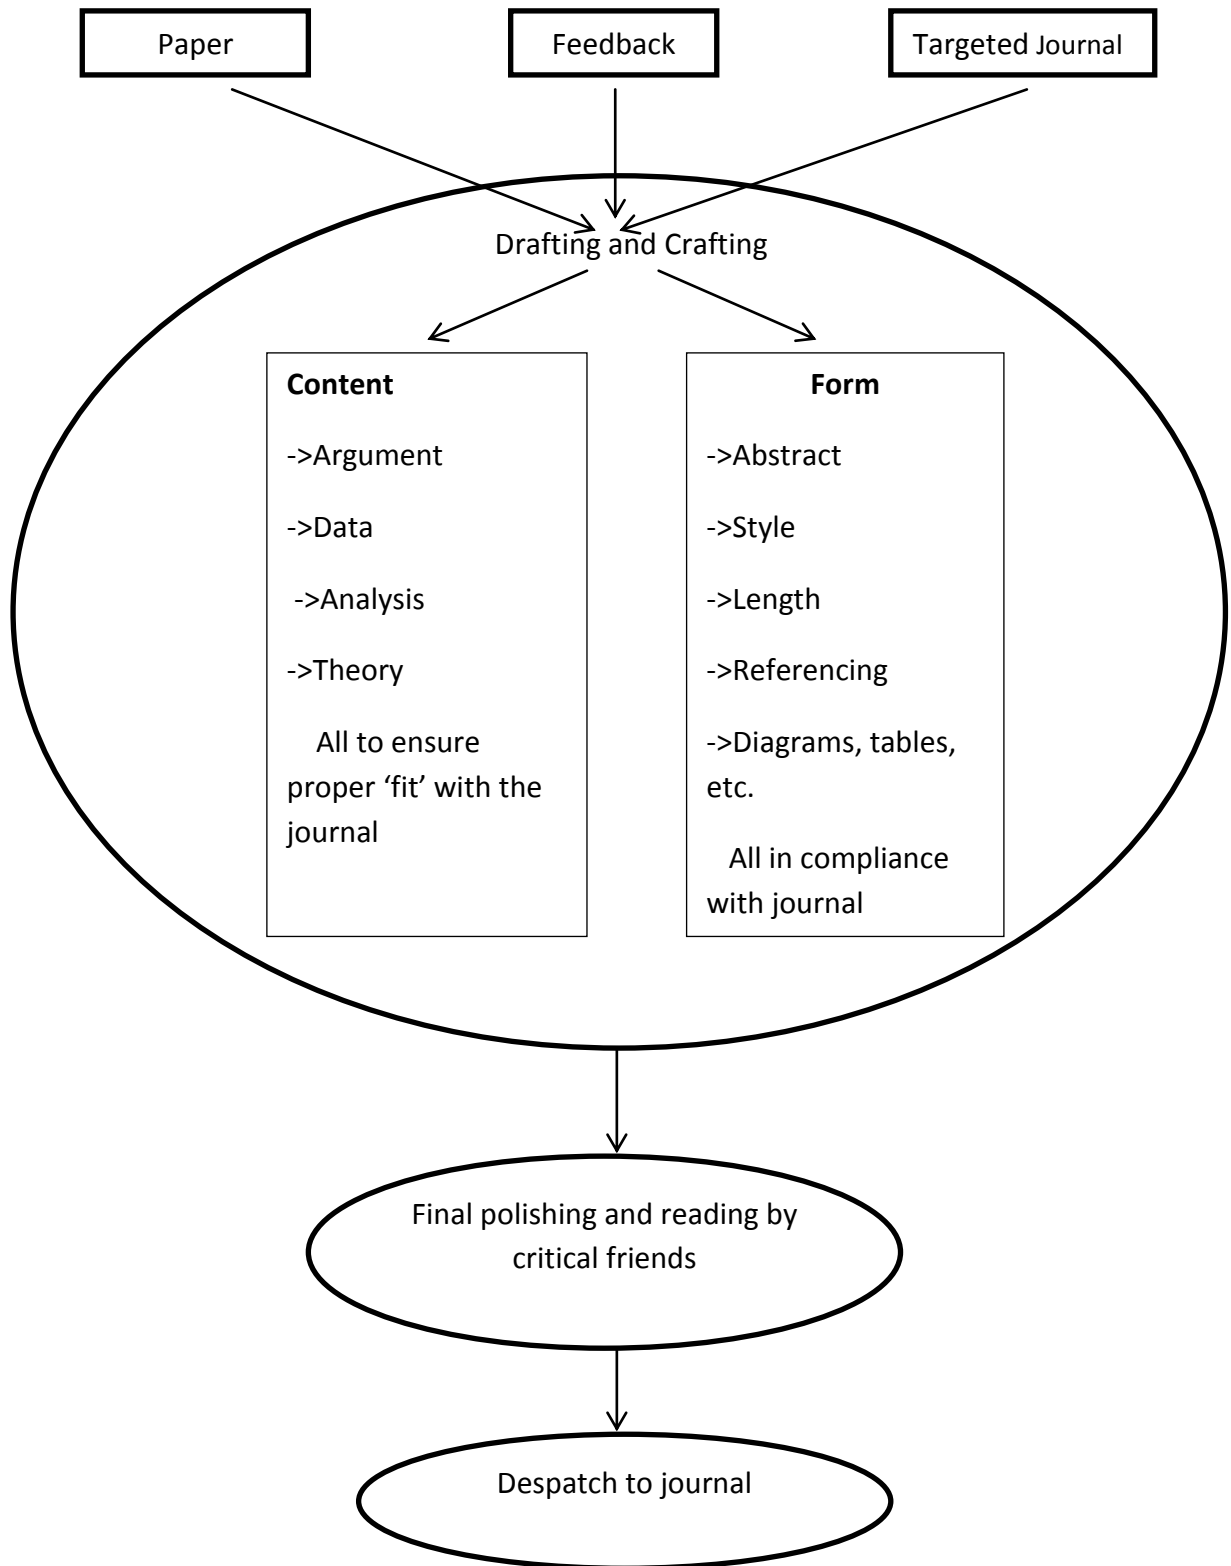 Paper
Feedback
Targeted Journal
Drafting and Crafting
Content
->Argument
->Data
->Analysis
->Theory
All to ensure
proper ‘fit’ with the
journal
Form
->Abstract
->Style
->Length
->Referencing
->Diagrams, tables,
etc.
All in compliance
with journal
Final polishing and reading by
critical friends
Despatch to journal